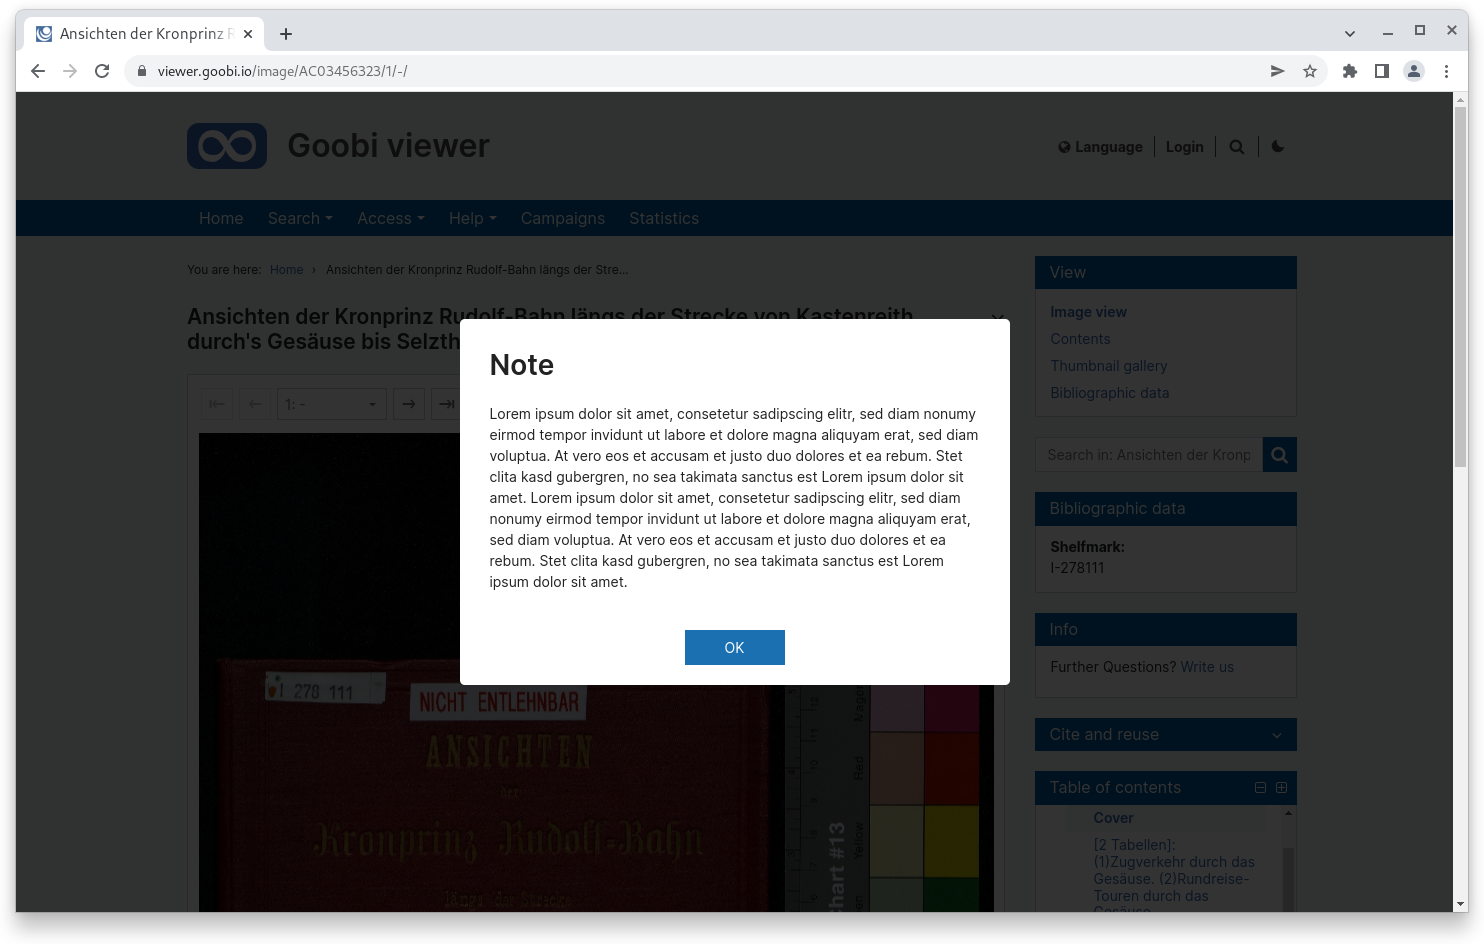 Ansichten der Kronprinz R
viewer.goobi.io/image/AC03456323/1/-/
Goobi viewer
Language
Login
Home
Search
Access
Help
Campaigns
Statistics
You are here: Home › Ansichten der Kronprinz Rudolf-Bahn längs der Stre...
Ansichten der Kronprinz Rudolf-Bahn längs der Strecke von Kastenreith
durch's Gesäuse bis Selzth
1: -
Note
Lorem ipsum dolor sit amet, consetetur sadipscing elitr, sed diam nonumy
eirmod tempor invidunt ut labore et dolore magna aliquyam erat, sed diam
voluptua. At vero eos et accusam et justo duo dolores et ea rebum. Stet
clita kasd gubergren, no sea takimata sanctus est Lorem ipsum dolor sit
amet. Lorem ipsum dolor sit amet, consetetur sadipscing elitr, sed diam
nonumy eirmod tempor invidunt ut labore et dolore magna aliquyam erat,
sed diam voluptua. At vero eos et accusam et justo duo dolores et ea
rebum. Stet clita kasd gubergren, no sea takimata sanctus est Lorem
ipsum dolor sit amet.
OK
I 278 111
NICHT ENTLEHNBAR
ANSICHTEN
der
Kronprinz Rudolf-Bahn
längs der Strecke
Red
Yellow
chart #13
View
Image view
Contents
Thumbnail gallery
Bibliographic data
Search in: Ansichten der Kronp
Bibliographic data
Shelfmark:
I-278111
Info
Further Questions? Write us
Cite and reuse
Table of contents
Cover
[2 Tabellen]:
(1)Zugverkehr durch das
Gesäuse. (2)Rundreise-
Touren durch das
Gesäuse